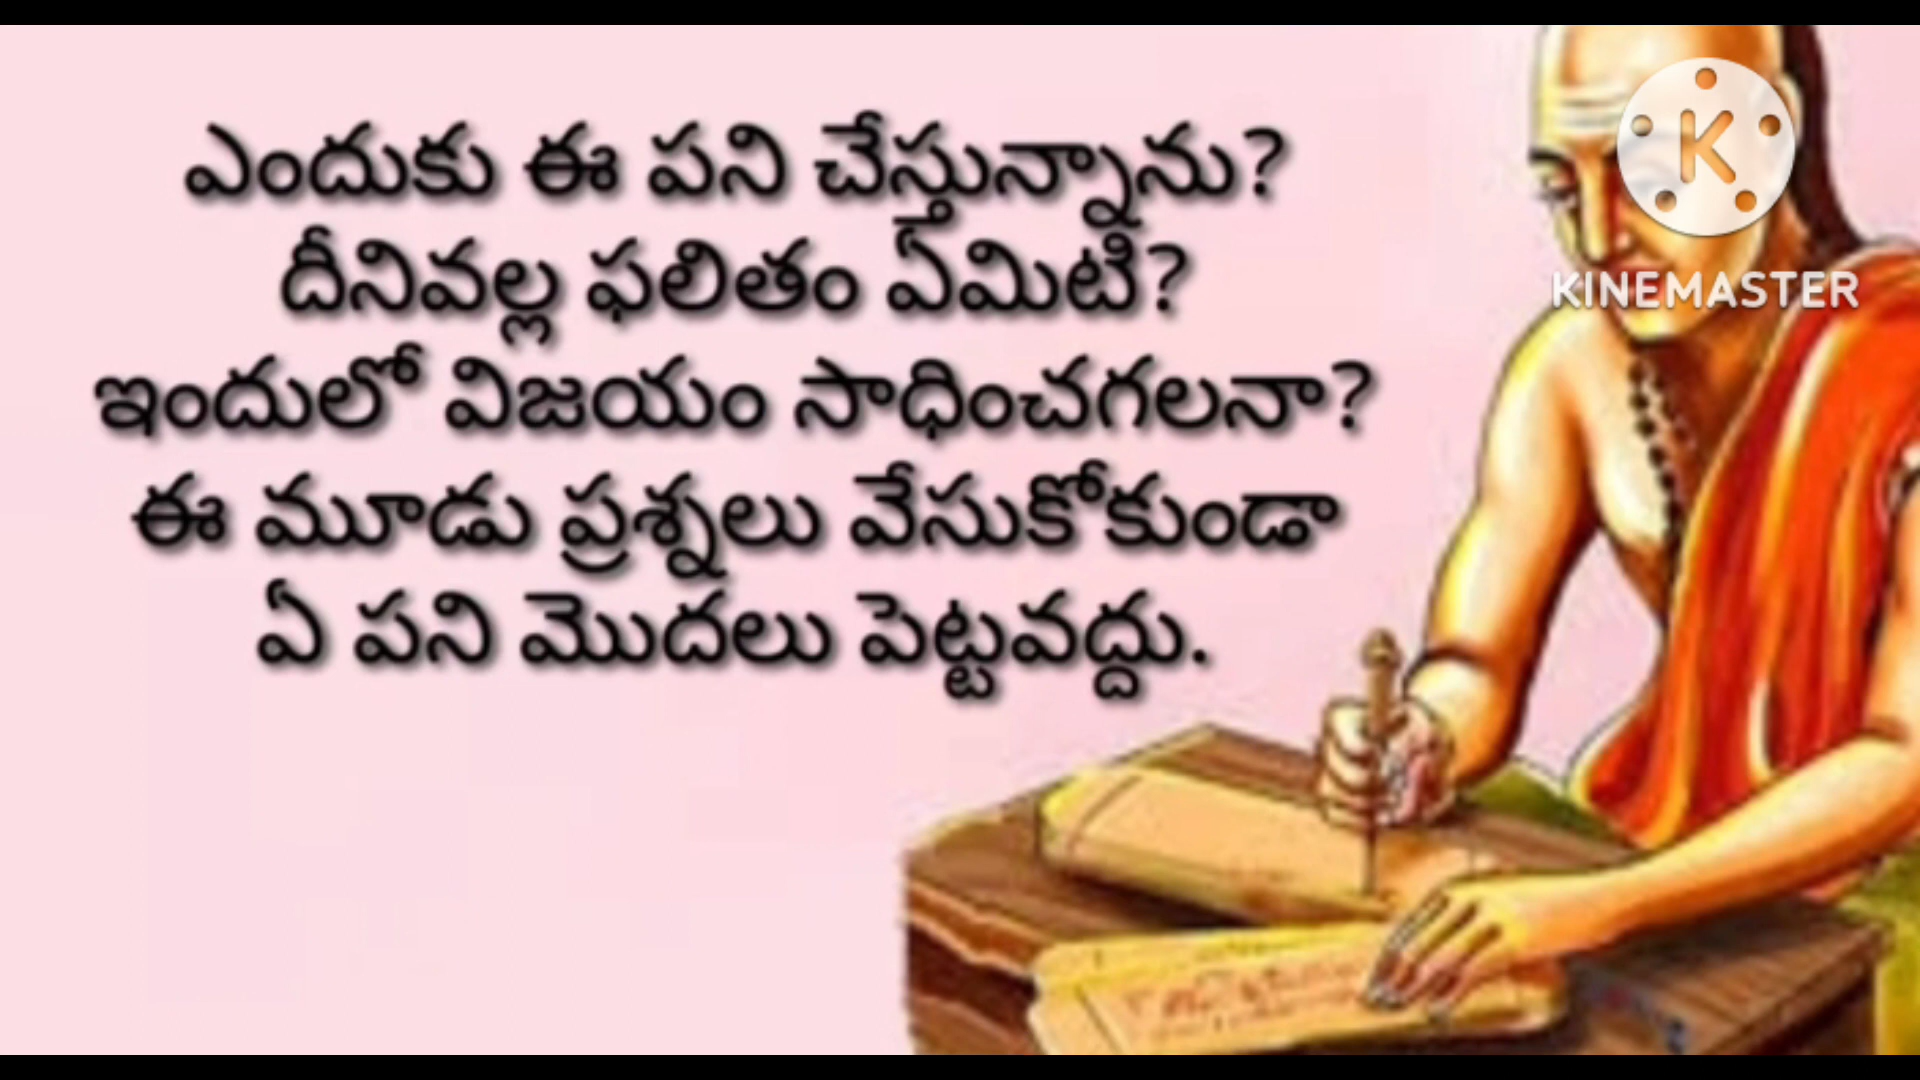 ఎందుకు ఈ పని చేస్తున్నాను?
దీనివల్ల ఫలితం ఏమిటి?
ఇందులో విజయం సాధించగలనా?
ఈ మూడు ప్రశ్నలు వేసుకోకుండా
ఏ పని మొదలు పెట్టవద్దు.
K
KINEMASTER